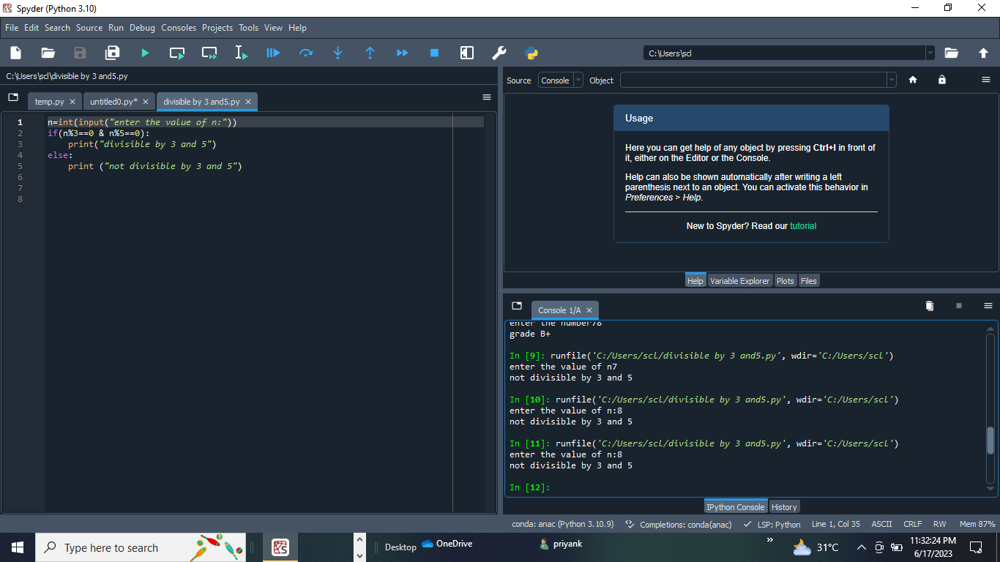 Spyder (Python 3.10)
File Edit Search Source Run Debug Consoles Projects Tools View Help
C:\Users\scl
C:\Users\scl\divisible by 3 and5.py
temp.py untitled0.py* divisible by 3 and5.py
1 n=int(input("enter the value of n:"))
2 if(n%3==0 & n%5==0):
3 print("divisible by 3 and 5")
4 else:
5 print ("not divisible by 3 and 5")
6
7
8
Source Console Object
Usage
Here you can get help of any object by pressing Ctrl+I in front of
it, either on the Editor or the Console.
Help can also be shown automatically after writing a left
parenthesis next to an object. You can activate this behavior in
Preferences > Help.
New to Spyder? Read our tutorial
Help Variable Explorer Plots Files
Console 1/A
enter the number78
grade B+
In [9]: runfile('C:/Users/scl/divisible by 3 and5.py', wdir='C:/Users/scl')
enter the value of n7
not divisible by 3 and 5
In [10]: runfile('C:/Users/scl/divisible by 3 and5.py', wdir='C:/Users/scl')
enter the value of n:8
not divisible by 3 and 5
In [11]: runfile('C:/Users/scl/divisible by 3 and5.py', wdir='C:/Users/scl')
enter the value of n:8
not divisible by 3 and 5
In [12]:
IPython Console History
conda: anac (Python 3.10.9) Completions: conda(anac) LSP: Python Line 1, Col 35 ASCII CRLF RW Mem 87%
Type here to search
Desktop OneDrive priyank
31°C
11:32:24 PM
6/17/2023